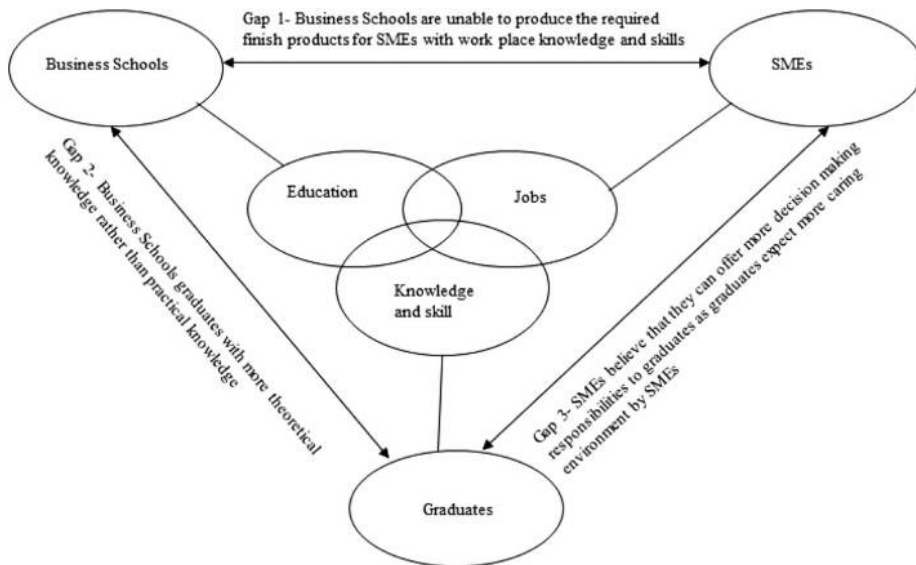 Gap 1- Business Schools are unable to produce the required
finish products for SMEs with work place knowledge and skills
Business Schools
SMEs
Gap 2- Business Schools graduates with more theoretical
knowledge rather than practical knowledge
Education
Jobs
Knowledge
and skill
Gap 3- SMEs believe that they can offer more decision making
responsibilities to graduates as graduates expect more caring
environment by SMEs
Graduates